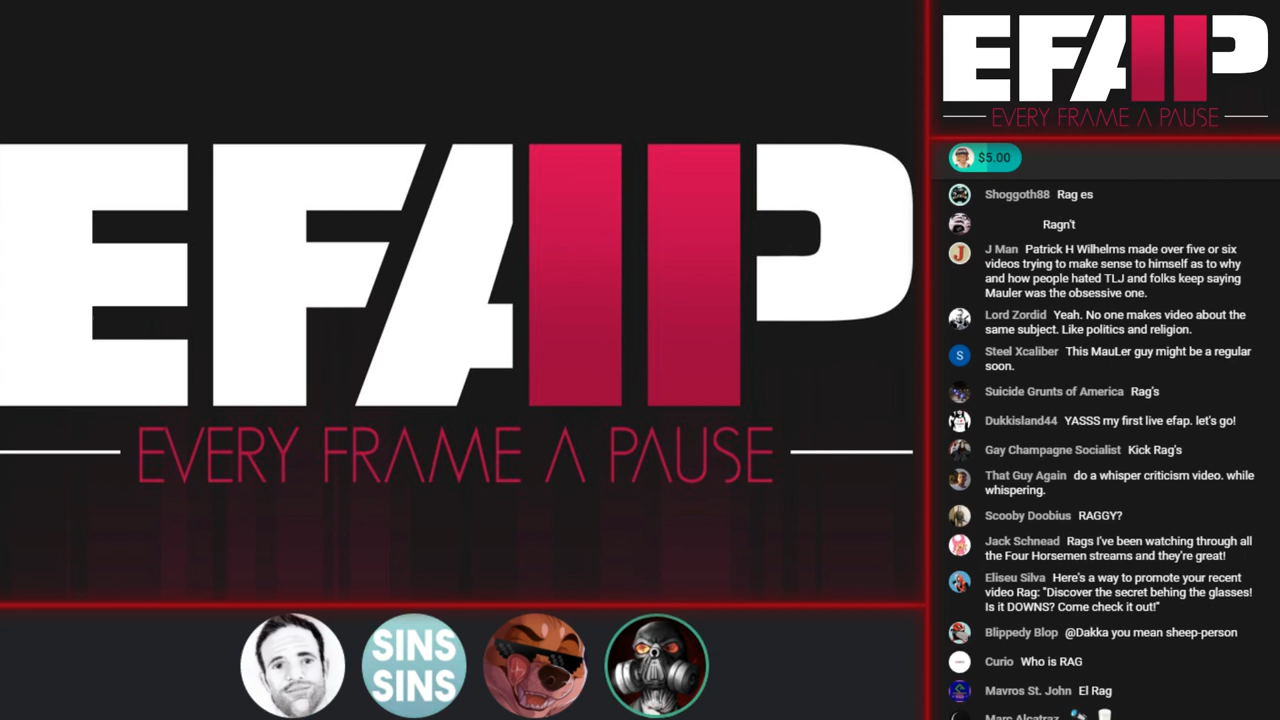 EFAP
EVERY FRAME A PAUSE
SINS
SINS
EFAP
EVERY FRAME A PAUSE
$5.00
Shoggoth88 Rag es
Ragn't
J
J Man Patrick H Wilhelms made over five or six
videos trying to make sense to himself as to why
and how people hated TLJ and folks keep saying
Mauler was the obsessive one.
Lord Zordid Yeah. No one makes video about the
same subject. Like politics and religion.
S
Steel Xcaliber This MauLer guy might be a regular
soon.
Suicide Grunts of America Rag's
Dukkisland44 YASSS my first live efap. let's go!
Gay Champagne Socialist Kick Rag's
That Guy Again do a whisper criticism video. while
whispering.
Scooby Doobius RAGGY?
Jack Schnead Rags I've been watching through all
the Four Horsemen streams and they're great!
Eliseu Silva Here's a way to promote your recent
video Rag: "Discover the secret behing the glasses!
Is it DOWNS? Come check it out!"
Blippedy Blop @Dakka you mean sheep-person
Curio Who is RAG
Mavros St. John El Rag
Marc Alcatraz